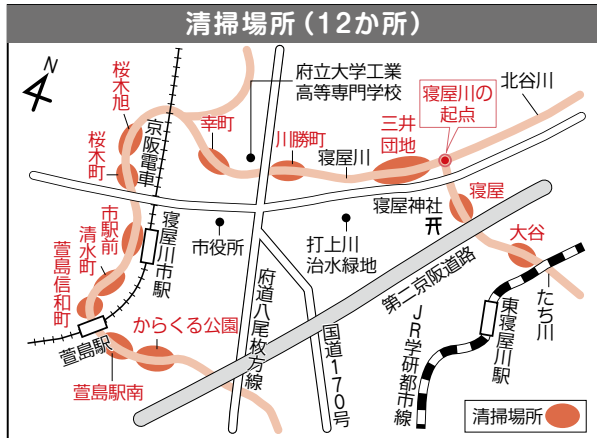 清掃場所(12か所)
N
桜木旭
京阪電車
桜木町
幸町
府立大学工業
高等専門学校
川勝町
寝屋川
三井
団地
寝屋川の
起点
北谷川
寝屋
寝屋神社
大谷
たち川
市駅前
清水町
萱島信和町
寝屋川市駅
市役所
打上川
治水緑地
第二京阪道路
萱島駅
萱島駅南
からくる公園
府道八尾枚方線
国道170号
JR学研都市線
東寝屋川駅
清掃場所